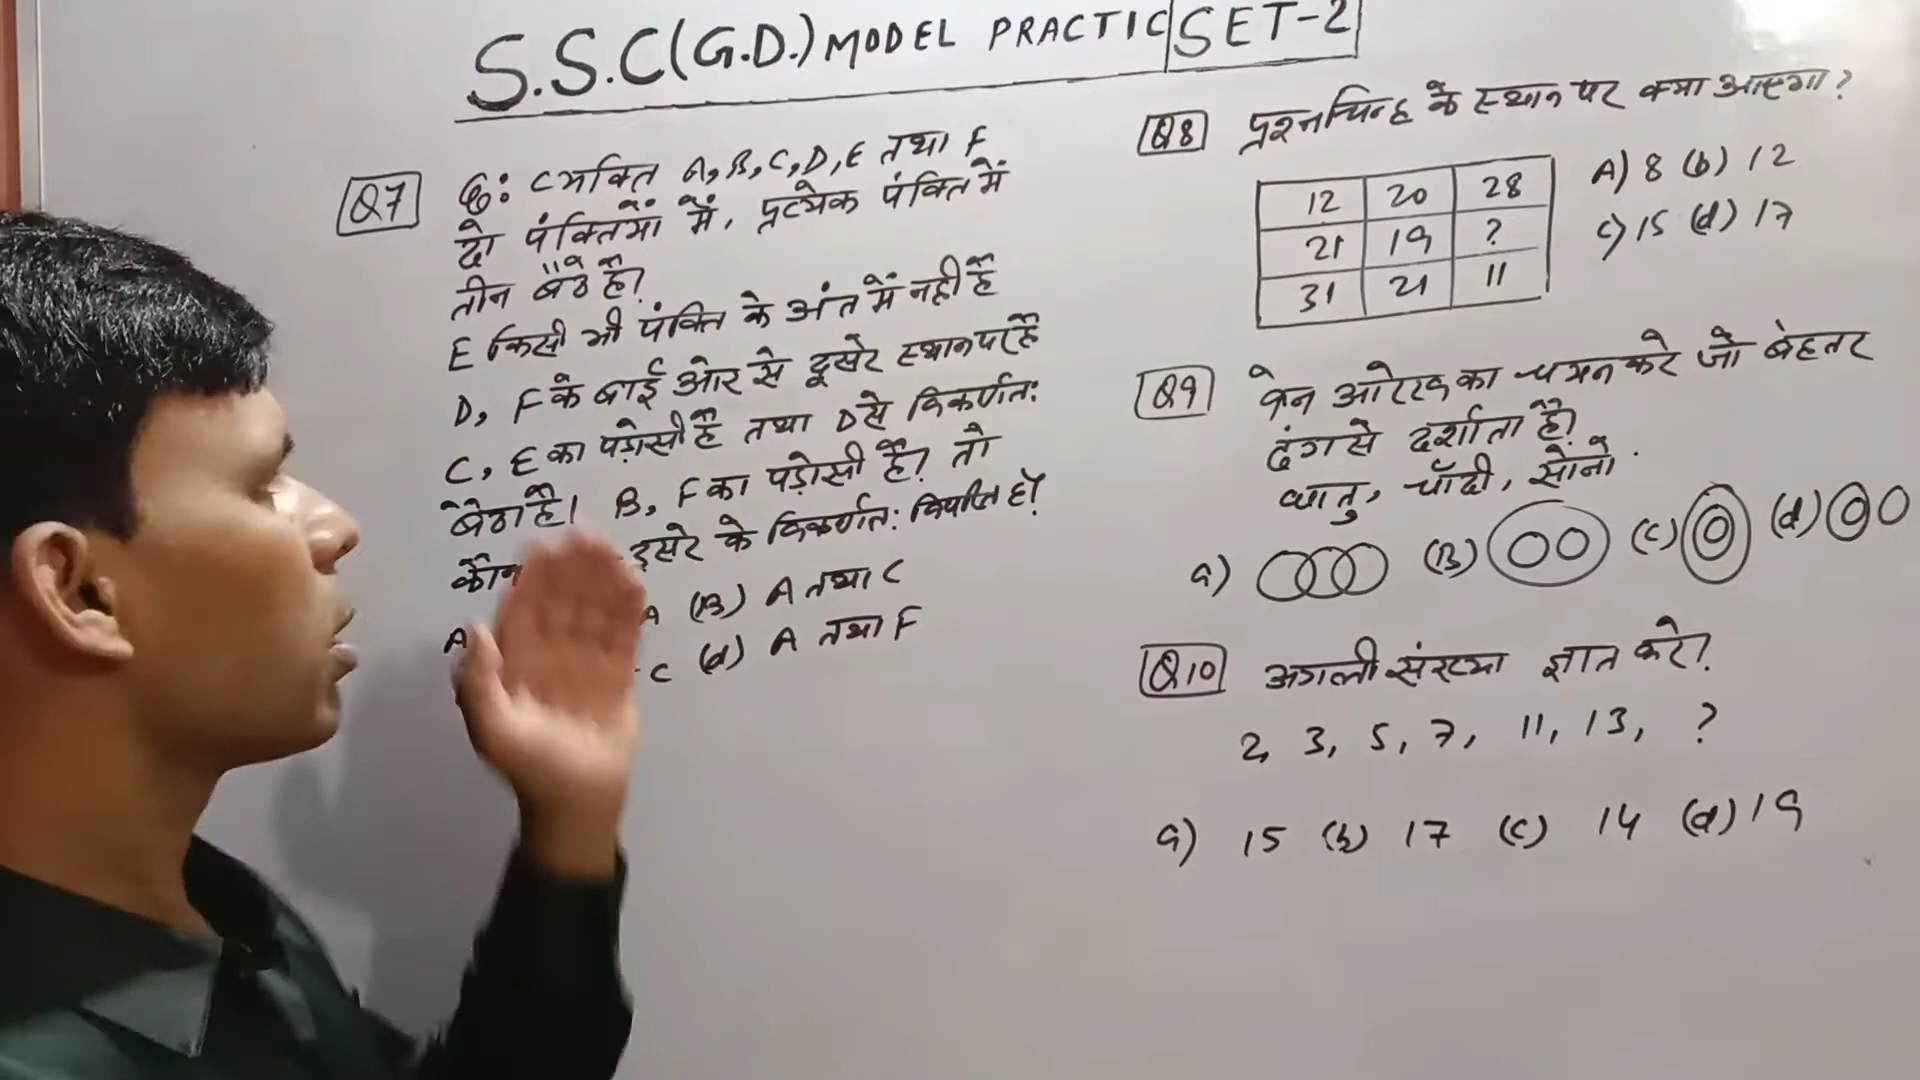 S.S.C(G.D.) MODEL PRACTIC SET-2
Q7 छः व्यक्ति A, B, C, D, E तथा F
दो पंक्तियों में, प्रत्येक पंक्ति में
तीन बैठे हैं?
E किसी भी पंक्ति के अंत में नही है
D, F के बाई ओर से दूसरे स्थान पर है
C, E का पड़ोसी है तथा D से विकर्णतः
बैठा है। B, F का पड़ोसी है? तो
कौन दूसरे के विकर्णतः विपरित है?
A A (B) A तथा C
C (d) A तथा F
Q8 प्रश्नचिन्ह के स्थान पर क्या आएगा?
12 20 28
21 19 ?
31 21 11
A) 8 (b) 12
C) 15 (d) 17
Q9 वेन आरेख का चयन करे जो बेहतर
ढंग से दर्शाता है?
धातु, चाँदी, सोना
a) (B) (C) (d)
Q10 अगली संख्या ज्ञात करे?
2, 3, 5, 7, 11, 13, ?
a) 15 (b) 17 (c) 14 (d) 19